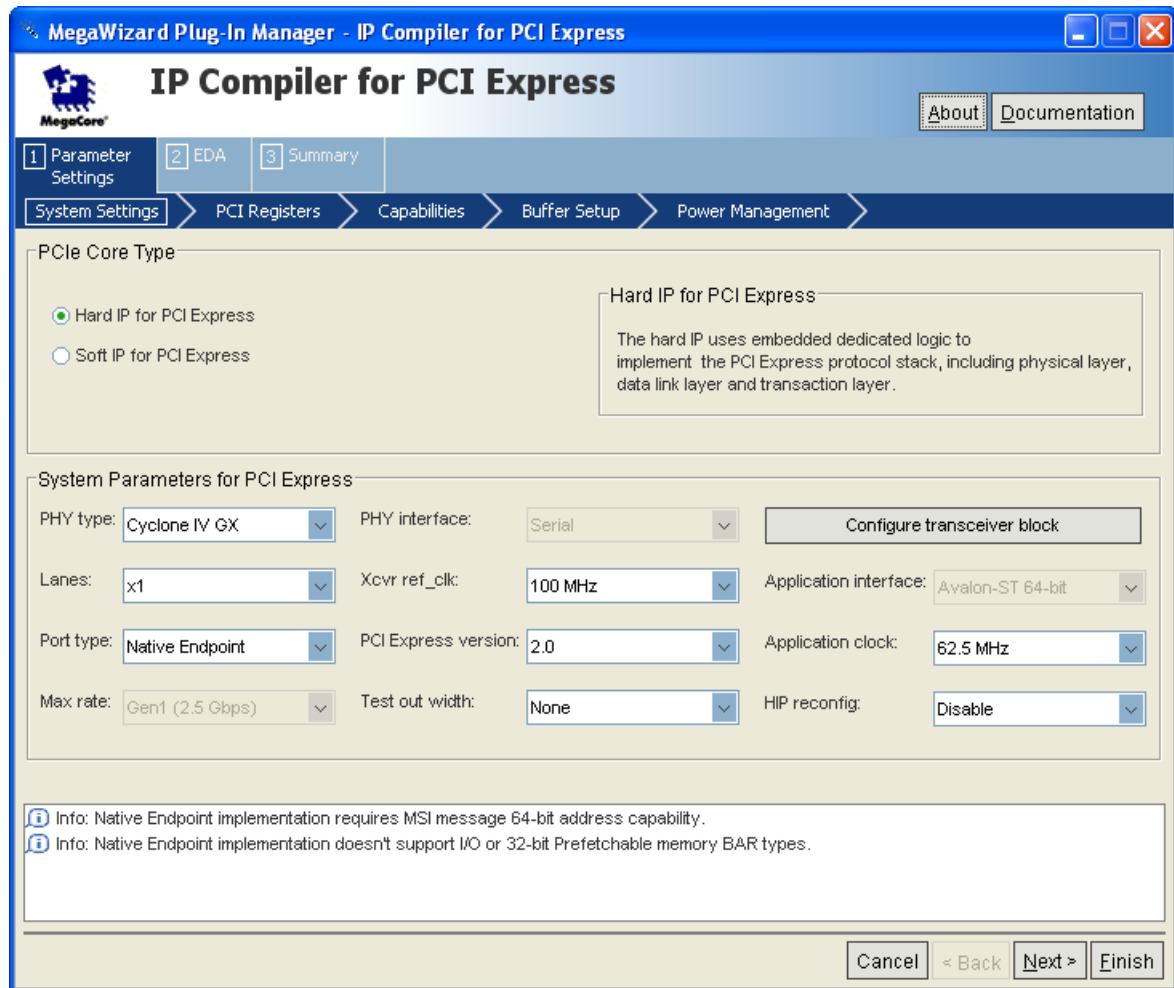 MegaWizard Plug-In Manager - IP Compiler for PCI Express
IP Compiler for PCI Express
MegaCore®
About
Documentation
1 Parameter Settings
2 EDA
3 Summary
System Settings
PCI Registers
Capabilities
Buffer Setup
Power Management
PCIe Core Type
Hard IP for PCI Express
Soft IP for PCI Express
Hard IP for PCI Express
The hard IP uses embedded dedicated logic to
implement the PCI Express protocol stack, including physical layer,
data link layer and transaction layer.
System Parameters for PCI Express
PHY type: Cyclone IV GX
PHY interface: Serial
Configure transceiver block
Lanes: x1
Xcvr ref_clk: 100 MHz
Application interface: Avalon-ST 64-bit
Port type: Native Endpoint
PCI Express version: 2.0
Application clock: 62.5 MHz
Max rate: Gen1 (2.5 Gbps)
Test out width: None
HIP reconfig: Disable
Info: Native Endpoint implementation requires MSI message 64-bit address capability.
Info: Native Endpoint implementation doesn't support I/O or 32-bit Prefetchable memory BAR types.
Cancel
< Back
Next >
Finish